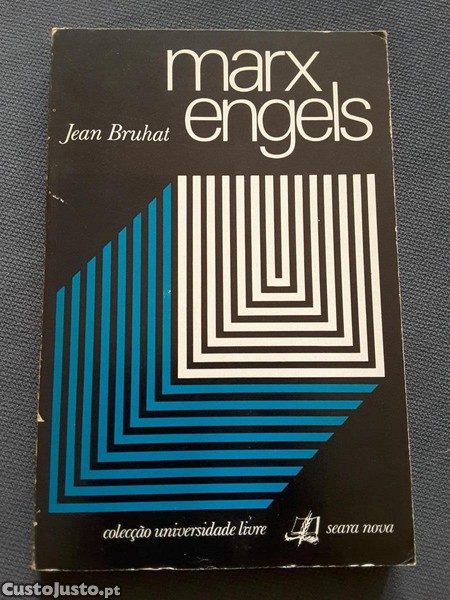 marx
engels
Jean Bruhat
colecção universidade livre
seara nova
CustoJusto.pt